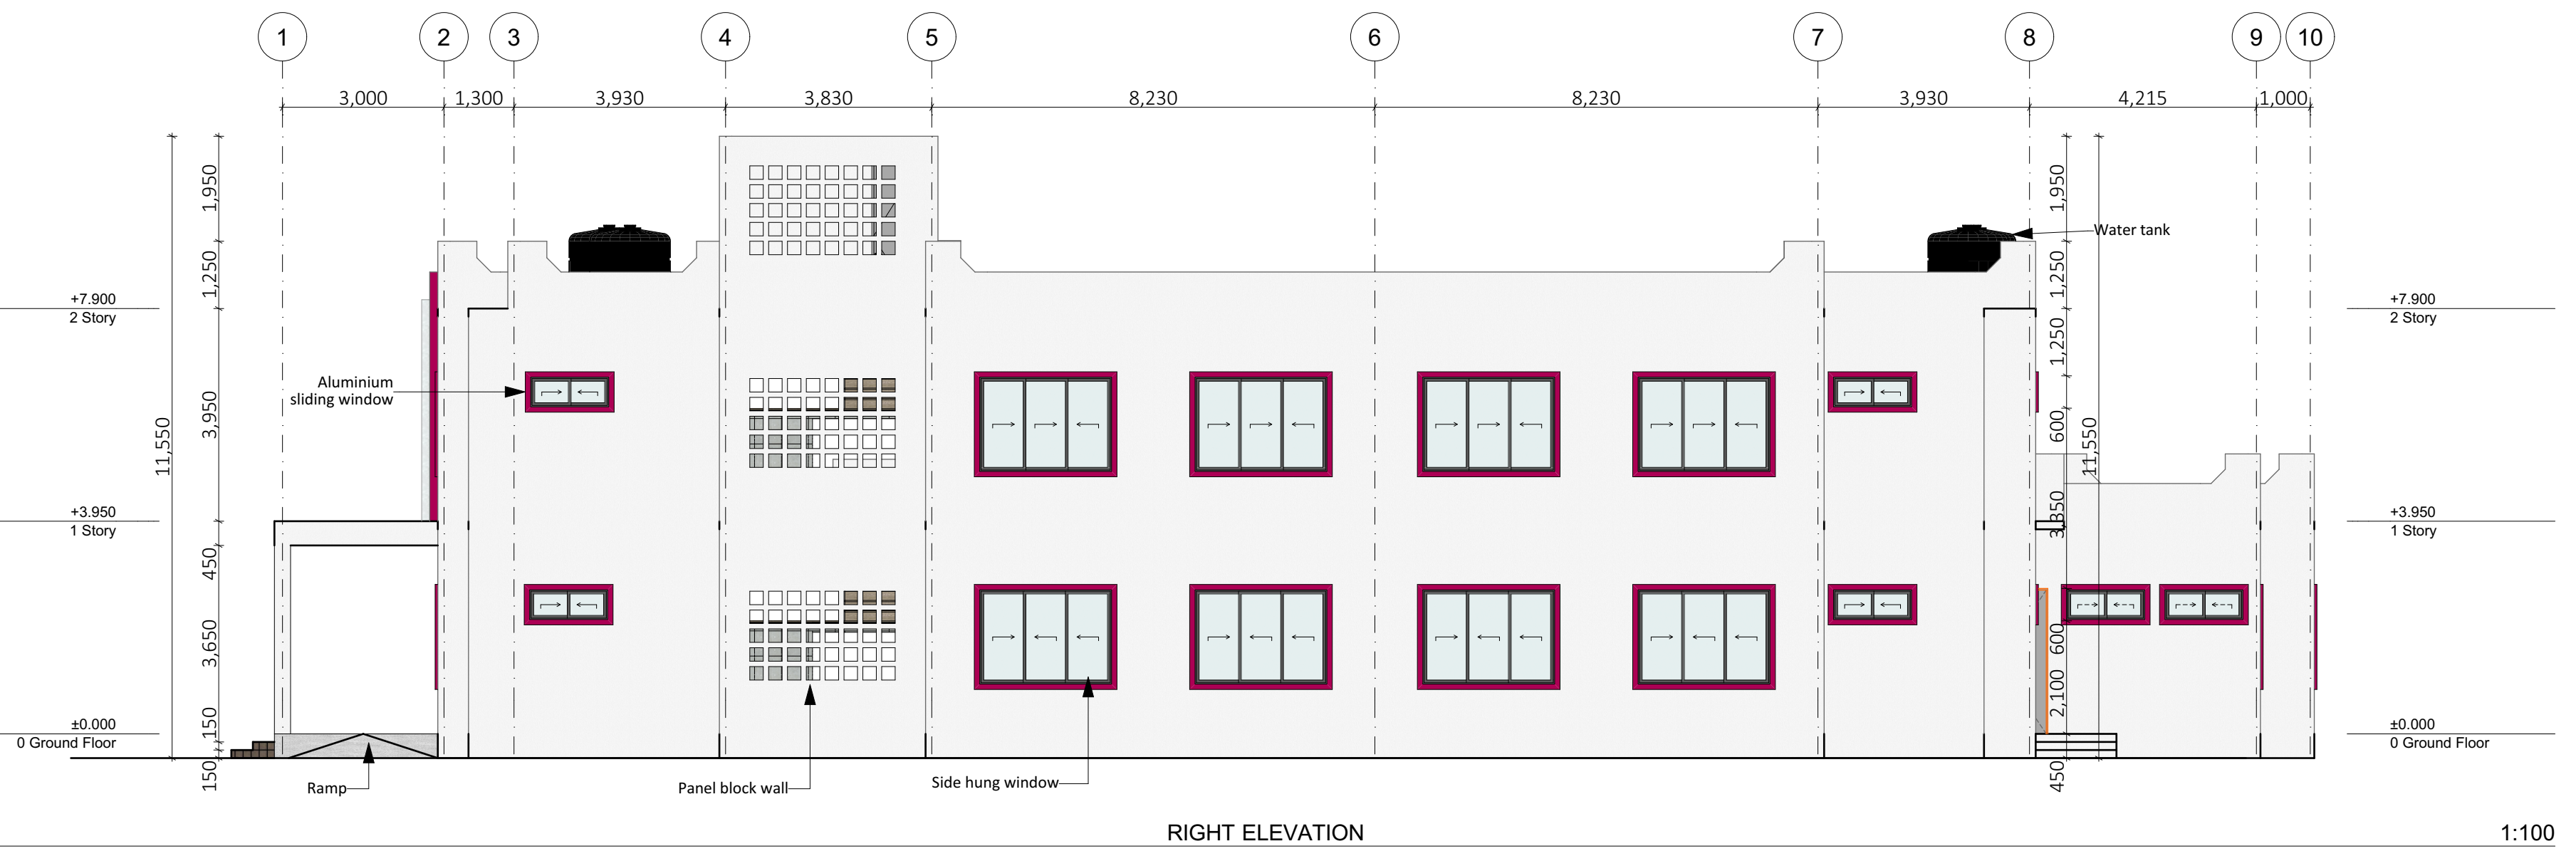 1 2 3 4 5 6 7 8 9 10
3,000 1,300 3,930 3,830 8,230 8,230 3,930 4,215 1,000
1,950
1,950
Water tank
1,250
1,250
+7.900
2 Story
+7.900
2 Story
1,250
Aluminium
sliding window
3,950
600
11,550
11,550
+3.950
1 Story
3,350
+3.950
1 Story
450
3,650
600
2,100
150
±0.000
0 Ground Floor
±0.000
0 Ground Floor
150
450
Ramp
Panel block wall
Side hung window
RIGHT ELEVATION
1:100